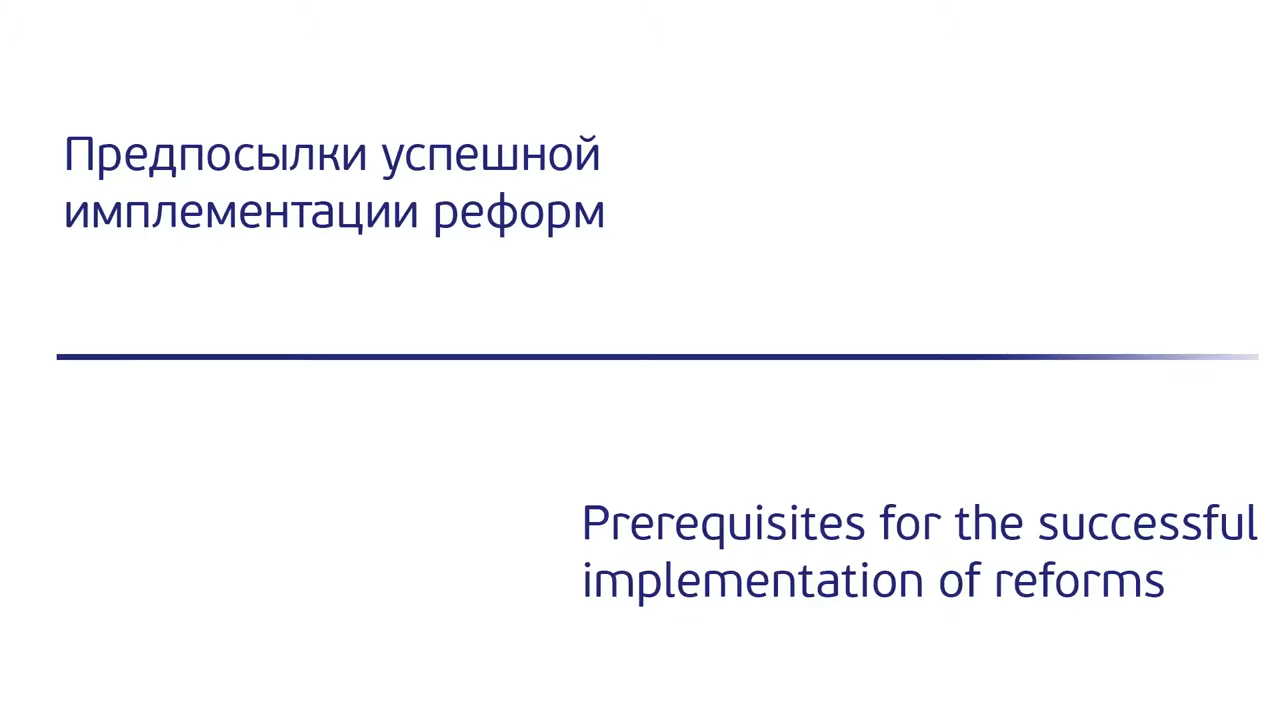 Предпосылки успешной
имплементации реформ
Prerequisites for the successful
implementation of reforms